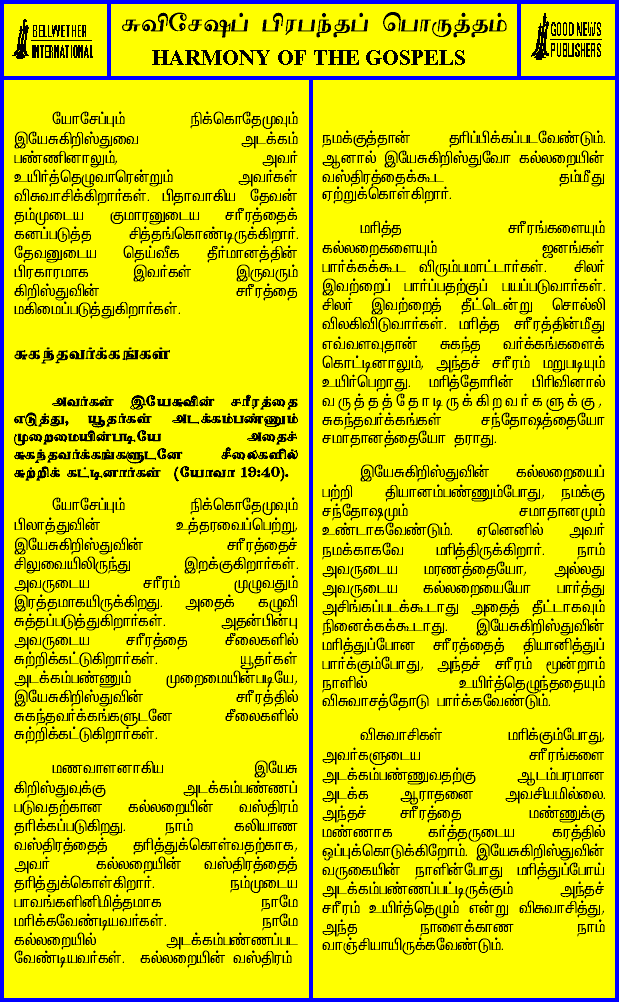 BELLWETHER
INTERNATIONAL
சுவிசேஷப் பிரபந்தப் பொருத்தம்
HARMONY OF THE GOSPELS
GOOD NEWS
PUBLISHERS
யோசேப்பும் நிக்கொதேமுவும்
இயேசுகிறிஸ்துவை அடக்கம்
பண்ணினாலும், அவர்
உயிர்த்தெழுவாரென்றும் அவர்கள்
விசுவாசிக்கிறார்கள். பிதாவாகிய தேவன்
தம்முடைய குமாரனுடைய சரீரத்தைக்
கனப்படுத்த சித்தங்கொண்டிருக்கிறார்.
தேவனுடைய தெய்வீக தீர்மானத்தின்
பிரகாரமாக இவர்கள் இருவரும்
கிறிஸ்துவின் சரீரத்தை
மகிமைப்படுத்துகிறார்கள்.
சுகந்தவர்க்கங்கள்
அவர்கள் இயேசுவின் சரீரத்தை
எடுத்து, யூதர்கள் அடக்கம்பண்ணும்
முறைமையின்படியே அதைச்
சுகந்தவர்க்கங்களுடனே சீலைகளில்
சுற்றிக் கட்டினார்கள் (யோவா 19:40).
யோசேப்பும் நிக்கொதேமுவும்
பிலாத்துவின் உத்தரவைப்பெற்று,
இயேசுகிறிஸ்துவின் சரீரத்தைச்
சிலுவையிலிருந்து இறக்குகிறார்கள்.
அவருடைய சரீரம் முழுவதும்
இரத்தமாகயிருக்கிறது. அதைக் கழுவி
சுத்தப்படுத்துகிறார்கள். அதன்பின்பு
அவருடைய சரீரத்தை சீலைகளில்
சுற்றிக்கட்டுகிறார்கள். யூதர்கள்
அடக்கம்பண்ணும் முறைமையின்படியே,
இயேசுகிறிஸ்துவின் சரீரத்தில்
சுகந்தவர்க்கங்களுடனே சீலைகளில்
சுற்றிக்கட்டுகிறார்கள்.
மணவாளனாகிய இயேசு
கிறிஸ்துவுக்கு அடக்கம்பண்ணப்
படுவதற்கான கல்லறையின் வஸ்திரம்
தரிக்கப்படுகிறது. நாம் கலியாண
வஸ்திரத்தைத் தரித்துக்கொள்வதற்காக,
அவர் கல்லறையின் வஸ்திரத்தைத்
தரித்துக்கொள்கிறார். நம்முடைய
பாவங்களினிமித்தமாக நாமே
மரிக்கவேண்டியவர்கள். நாமே
கல்லறையில் அடக்கம்பண்ணப்பட
வேண்டியவர்கள். கல்லறையின் வஸ்திரம்
நமக்குத்தான் தரிப்பிக்கப்படவேண்டும்.
ஆனால் இயேசுகிறிஸ்துவோ கல்லறையின்
வஸ்திரத்தைக்கூட தம்மீது
ஏற்றுக்கொள்கிறார்.
மரித்த சரீரங்களையும்
கல்லறைகளையும் ஜனங்கள்
பார்க்கக்கூட விரும்பமாட்டார்கள். சிலர்
இவற்றைப் பார்ப்பதற்குப் பயப்படுவார்கள்.
சிலர் இவற்றைத் தீட்டென்று சொல்லி
விலகிவிடுவார்கள். மரித்த சரீரத்தின்மீது
எவ்வளவுதான் சுகந்த வர்க்கங்களைக்
கொட்டினாலும், அந்தச் சரீரம் மறுபடியும்
உயிர்பெறாது. மரித்தோரின் பிரிவினால்
வருத்தத்தோடிருக்கிறவர்களுக்கு,
சுகந்தவர்க்கங்கள் சந்தோஷத்தையோ
சமாதானத்தையோ தராது.
இயேசுகிறிஸ்துவின் கல்லறையைப்
பற்றி தியானம்பண்ணும்போது, நமக்கு
சந்தோஷமும் சமாதானமும்
உண்டாகவேண்டும். ஏனெனில் அவர்
நமக்காகவே மரித்திருக்கிறார். நாம்
அவருடைய மரணத்தையோ, அல்லது
அவருடைய கல்லறையையோ பார்த்து
அசிங்கப்படக்கூடாது அதைத் தீட்டாகவும்
நினைக்கக்கூடாது. இயேசுகிறிஸ்துவின்
மரித்துப்போன சரீரத்தைத் தியானித்துப்
பார்க்கும்போது, அந்தச் சரீரம் மூன்றாம்
நாளில் உயிர்த்தெழுந்ததையும்
விசுவாசத்தோடு பார்க்கவேண்டும்.
விசுவாசிகள் மரிக்கும்போது,
அவர்களுடைய சரீரங்களை
அடக்கம்பண்ணுவதற்கு ஆடம்பரமான
அடக்க ஆராதனை அவசியமில்லை.
அந்தச் சரீரத்தை மண்ணுக்கு
மண்ணாக கர்த்தருடைய கரத்தில்
ஒப்புக்கொடுக்கிறோம். இயேசுகிறிஸ்துவின்
வருகையின் நாளின்போது மரித்துப்போய்
அடக்கம்பண்ணப்பட்டிருக்கும் அந்தச்
சரீரம் உயிர்த்தெழும் என்று விசுவாசித்து,
அந்த நாளைக்காண நாம்
வாஞ்சியாயிருக்கவேண்டும்.